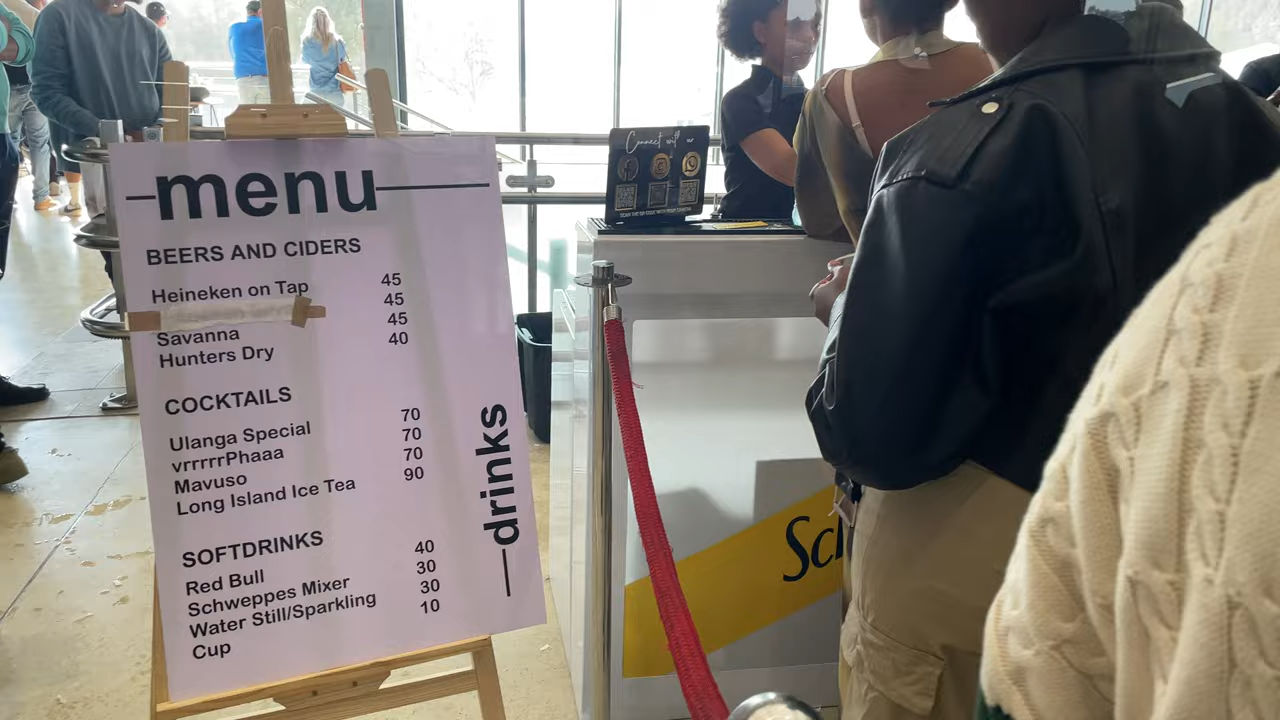 menu
BEERS AND CIDERS
Heineken on Tap 45
45
Savanna 45
Hunters Dry 40
COCKTAILS
Ulanga Special 70
vrrrrrPhaaa 70
Mavuso 70
Long Island Ice Tea 90
SOFTDRINKS
Red Bull 40
Schweppes Mixer 30
Water Still/Sparkling 30
Cup 10
drinks
Connect with us
Sch